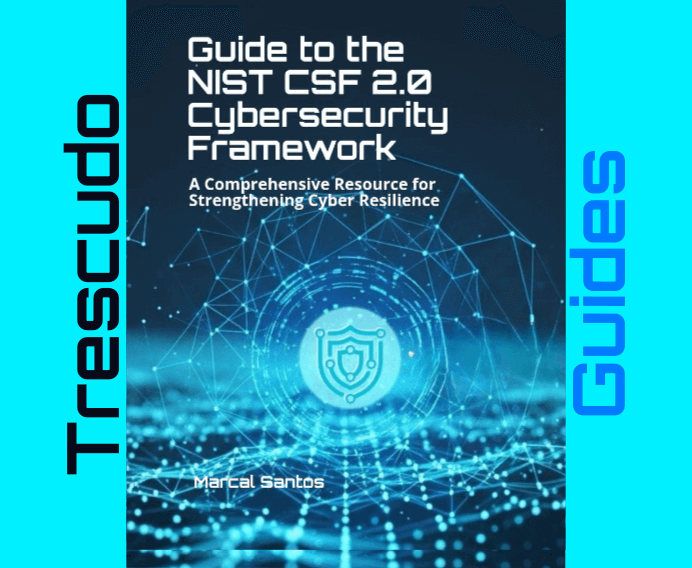 Trescudo
Guide to the
NIST CSF 2.0
Cybersecurity
Framework
A Comprehensive Resource for
Strengthening Cyber Resilience
Marcal Santos
Guides